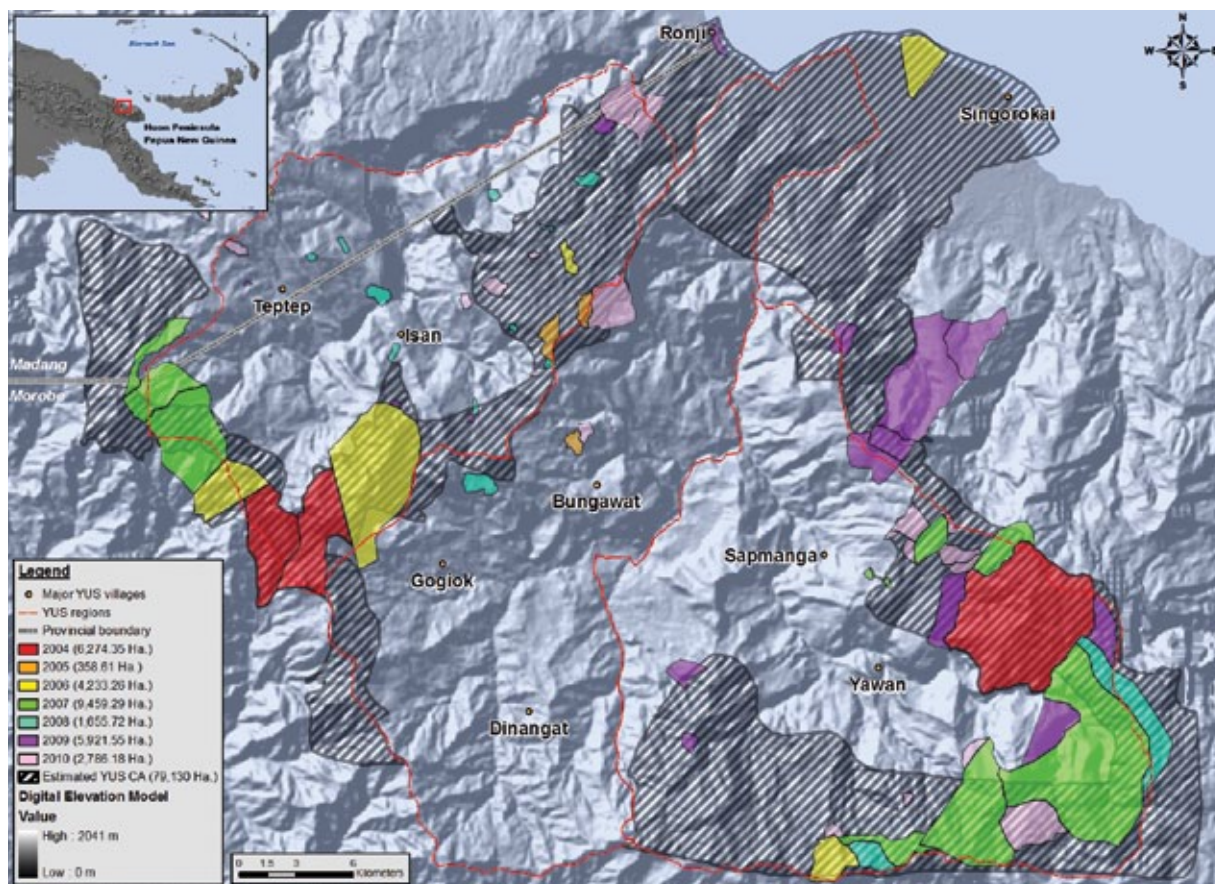 Bismarck Sea
Huon Peninsula
Papua New Guinea
N
W
E
S
Ronji
Singorokai
Teptep
Isan
Madang
Morobe
Bungawat
Sapmanga
Gogiok
Yawan
Dinangat
Legend
Major YUS villages
YUS regions
Provincial boundary
2004 (6,274.35 Ha.)
2005 (358.61 Ha.)
2006 (4,233.26 Ha.)
2007 (9,459.29 Ha.)
2008 (1,655.72 Ha.)
2009 (5,921.55 Ha.)
2010 (2,786.18 Ha.)
Estimated YUS CA (79,130 Ha.)
Digital Elevation Model
Value
High : 2041 m
Low : 0 m
0 1.5 3 6
Kilometers